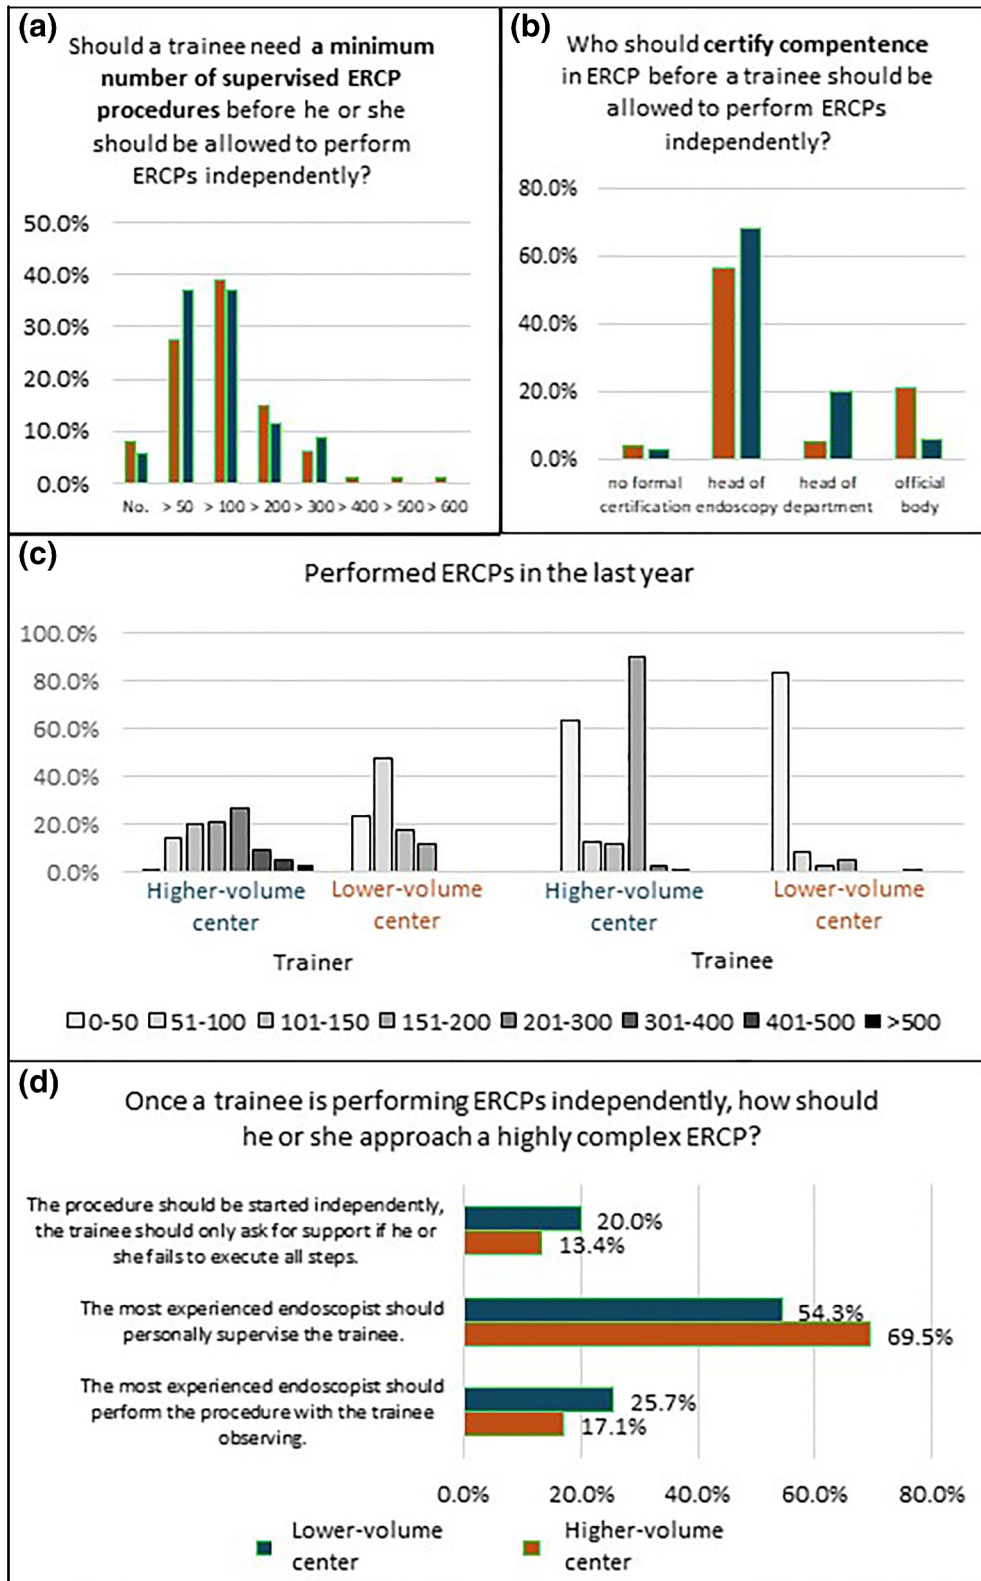 (a)
Should a trainee need a minimum
number of supervised ERCP
procedures before he or she
should be allowed to perform
ERCPs independently?
50.0%
40.0%
30.0%
20.0%
10.0%
0.0%
No. > 50 > 100 > 200 > 300 > 400 > 500 > 600
(b)
Who should certify compentence
in ERCP before a trainee should be
allowed to perform ERCPs
independently?
80.0%
60.0%
40.0%
20.0%
0.0%
no formal head of head of official
certification endoscopy department body
(c)
Performed ERCPs in the last year
100.0%
80.0%
60.0%
40.0%
20.0%
0.0%
Higher-volume Lower-volume Higher-volume Lower-volume
center center center center
Trainer Trainee
0-50 51-100 101-150 151-200 201-300 301-400 401-500 >500
(d)
Once a trainee is performing ERCPs independently, how should
he or she approach a highly complex ERCP?
The procedure should be started independently,
the trainee should only ask for support if he or
she fails to execute all steps.
20.0%
13.4%
The most experienced endoscopist should
personally supervise the trainee.
54.3%
69.5%
The most experienced endoscopist should
perform the procedure with the trainee
observing.
25.7%
17.1%
0.0% 20.0% 40.0% 60.0% 80.0%
Lower-volume Higher-volume
center center